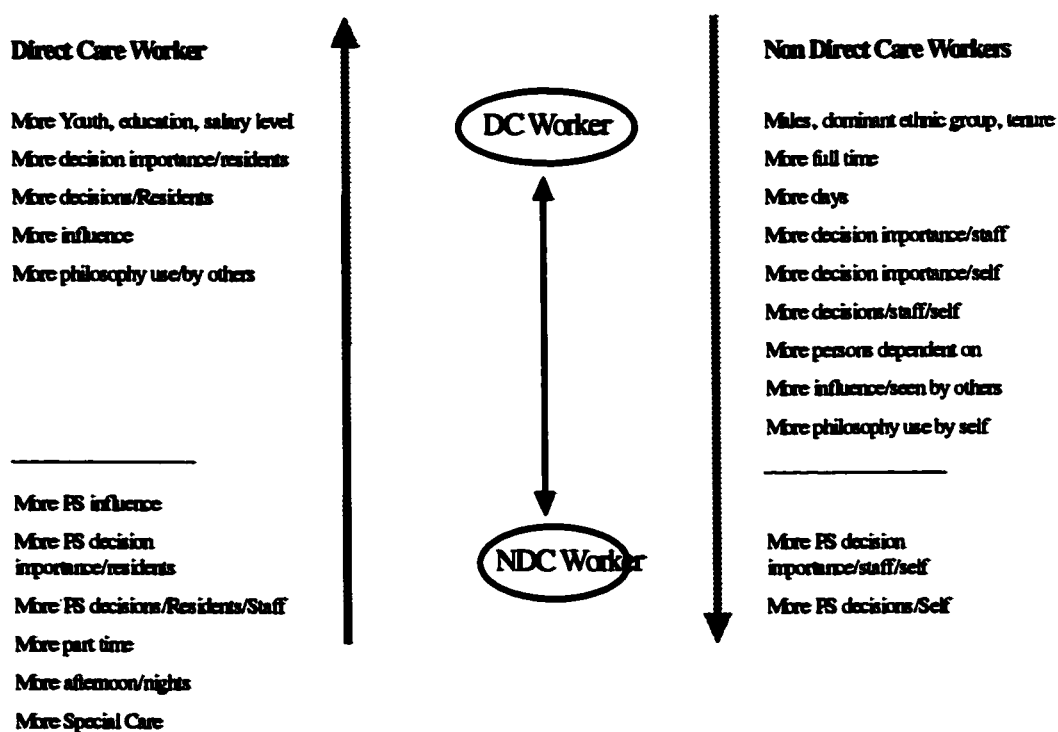 Direct Care Worker
More Youth, education, salary level
More decision importance/residents
More decisions/Residents
More influence
More philosophy use/by others
More PS influence
More PS decision
importance/residents
More PS decisions/Residents/Staff
More part time
More afternoon/nights
More Special Care
DC Worker
NDC Worker
Non Direct Care Workers
Males, dominant ethnic group, tenure
More full time
More days
More decision importance/staff
More decision importance/self
More decisions/staff/self
More persons dependent on
More influence/seen by others
More philosophy use by self
More PS decision
importance/staff/self
More PS decisions/Self